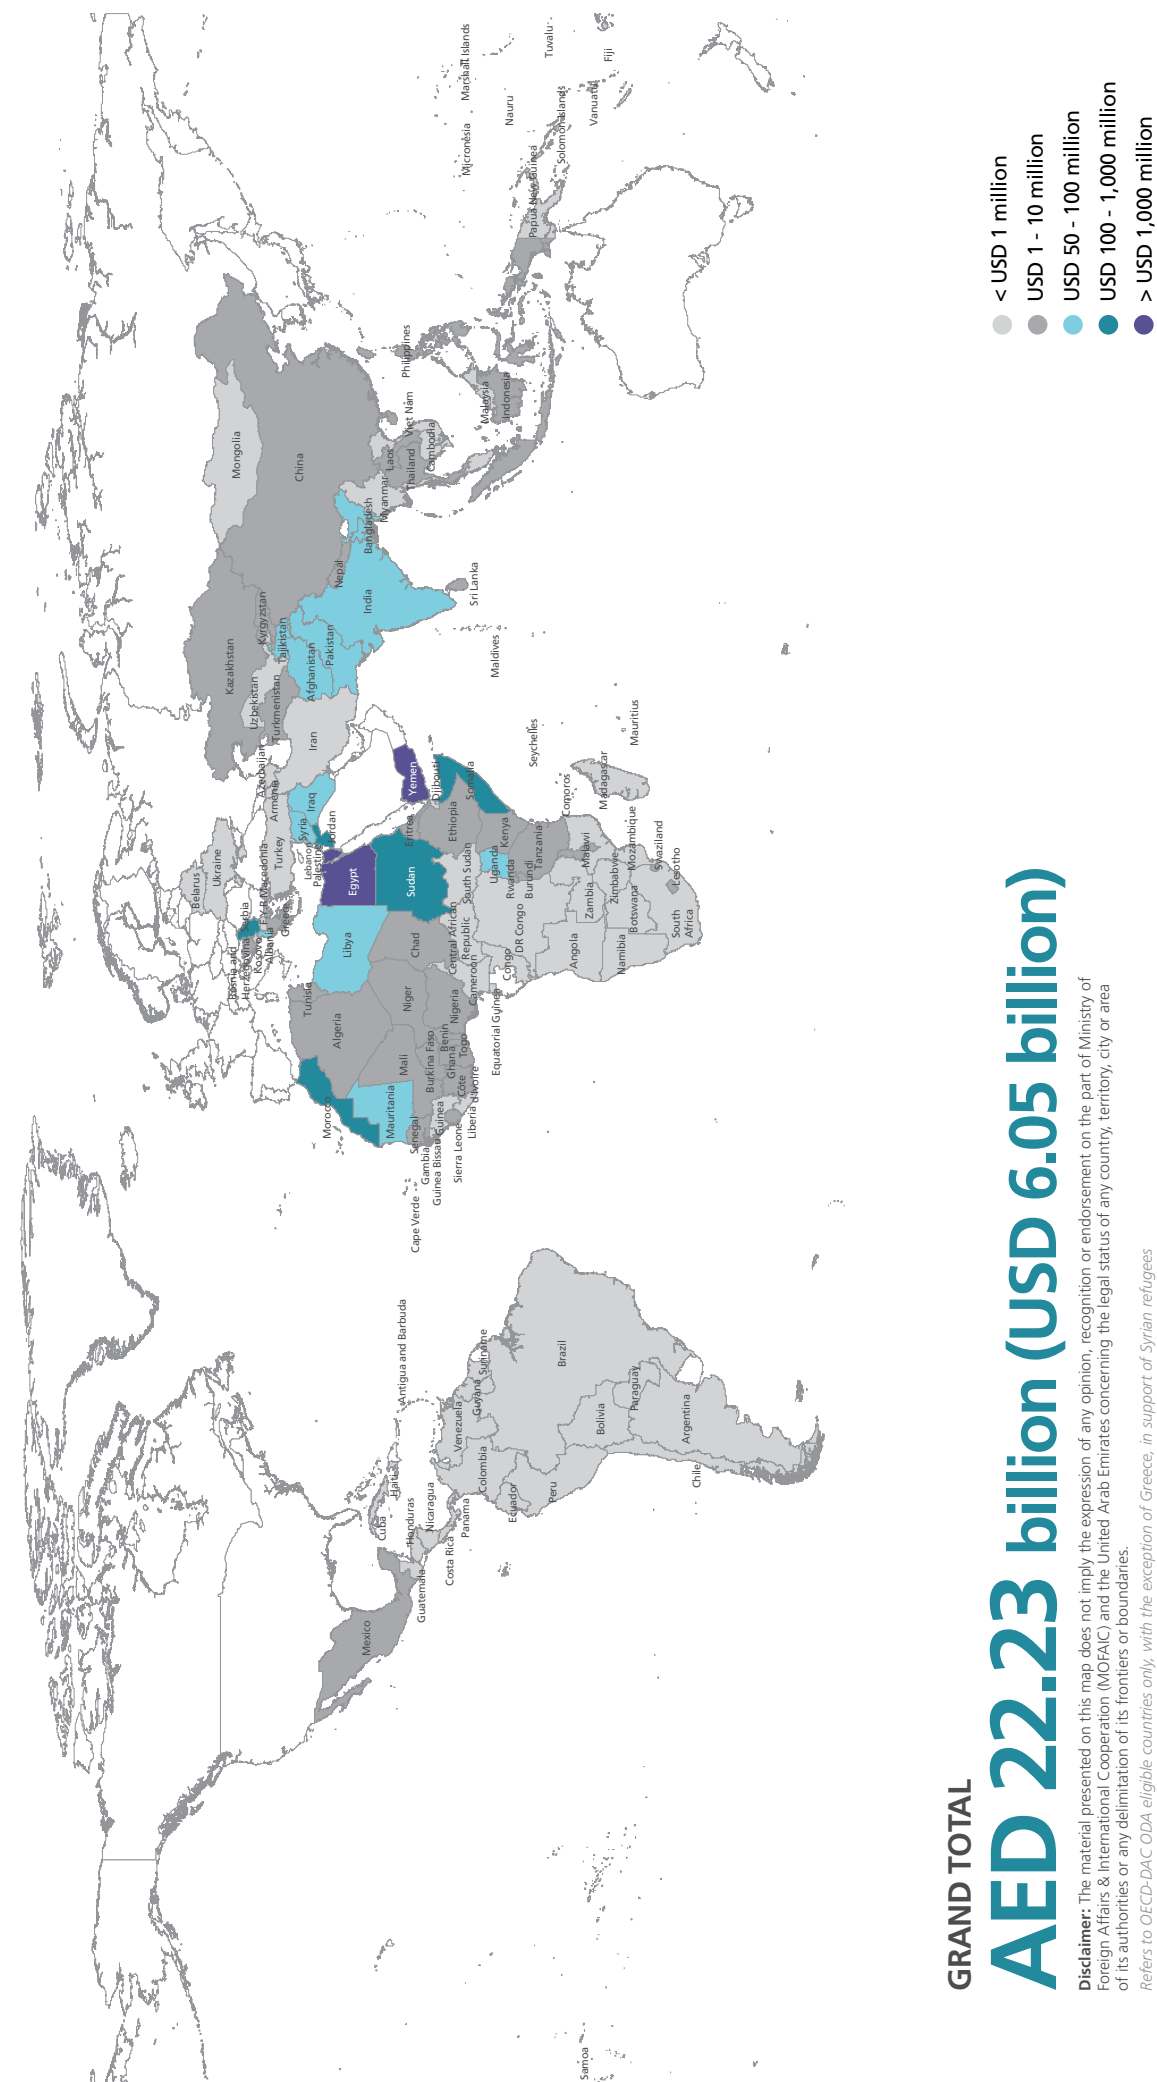 Samoa
Mexico
Guatemala
Cuba
Honduras
Costa Rica
Nicaragua
Panama
Haiti
Antigua and Barbuda
Ecuador
Colombia
Venezuela
Guyana
Suriname
Peru
Brazil
Bolivia
Paraguay
Chile
Argentina
Cape Verde
Belarus
Ukraine
Bosnia and
Herzegovina
Serbia
Kosovo
Albania
F.Y.R Macedonia
Greece
Turkey
Armenia
Azerbaijan
Kazakhstan
Uzbekistan
Kyrgyzstan
Turkmenistan
Tajikistan
Mongolia
China
Morocco
Algeria
Tunisia
Libya
Egypt
Lebanon
Palestine
Syria
Jordan
Iraq
Iran
Afghanistan
Pakistan
Nepal
India
Bangladesh
Myanmar
Laos
Thailand
Viet Nam
Cambodia
Philippines
Malaysia
Indonesia
Sri Lanka
Maldives
Mauritania
Mali
Niger
Chad
Sudan
Eritrea
Yemen
Djibouti
Somalia
Senegal
Gambia
Guinea Bissau
Guinea
Sierra Leone
Liberia
Côte
d'Ivoire
Burkina Faso
Ghana
Togo
Benin
Nigeria
Cameroon
Equatorial Guinea
Central African
Republic
South Sudan
Ethiopia
Congo
DR Congo
Uganda
Rwanda
Burundi
Kenya
Tanzania
Seychelles
Comoros
Angola
Zambia
Malawi
Namibia
Botswana
Zimbabwe
Mozambique
Madagascar
Mauritius
South
Africa
Lesotho
Swaziland
Micronesia
Marshall Islands
Nauru
Papua New Guinea
Solomon Islands
Tuvalu
Vanuatu
Fiji
GRAND TOTAL
AED 22.23 billion (USD 6.05 billion)
Disclaimer: The material presented on this map does not imply the expression of any opinion, recognition or endorsement on the part of Ministry of
Foreign Affairs & International Cooperation (MOFAIC) and the United Arab Emirates concerning the legal status of any country, territory, city or area
of its authorities or any delimitation of its frontiers or boundaries.
Refers to OECD-DAC ODA eligible countries only, with the exception of Greece, in support of Syrian refugees
< USD 1 million
USD 1 - 10 million
USD 50 - 100 million
USD 100 - 1,000 million
> USD 1,000 million